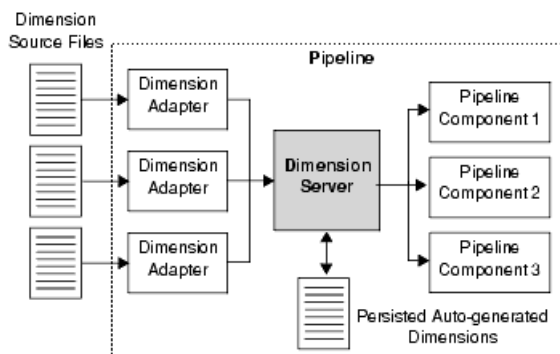 Dimension
Source Files
Pipeline
Dimension
Adapter
Dimension
Adapter
Dimension
Adapter
Dimension
Server
Pipeline
Component 1
Pipeline
Component 2
Pipeline
Component 3
Persisted Auto-generated
Dimensions